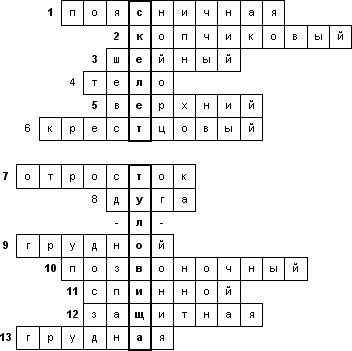 1 поясничная
2 копчиковый
3 шейный
4 тело
5 верхний
6 крестцовый
7 отросток
8 дуга
- л -
9 грудной
10 позвоночный
11 спинной
12 защитная
13 грудная